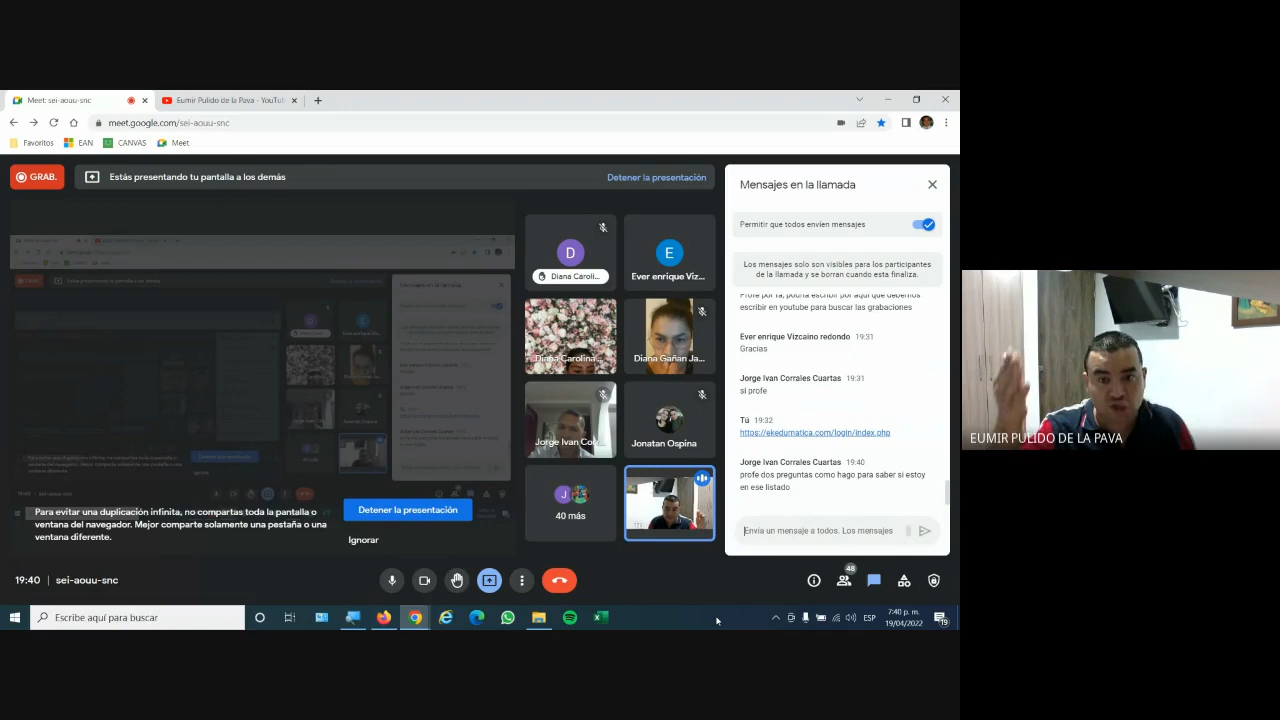 Meet: sei-aouu-snc
Eumir Pulido de la Pava - YouTub
meet.google.com/sei-aouu-snc
Favoritos
EAN
CANVAS
Meet
GRAB.
Estás presentando tu pantalla a los demás
Detener la presentación
Diana Caroli...
Ever enrique Viz...
Diana Carolina
Diana Gañan Ja...
Jorge Ivan Corr...
Jonatan Ospina
J
40 más
D
E
Para evitar una duplicación infinita, no compartas toda la pantalla o
ventana del navegador. Mejor comparte solamente una pestaña o una
ventana diferente.
Detener la presentación
Ignorar
Mensajes en la llamada
Permitir que todos envíen mensajes
Los mensajes solo son visibles para los participantes
de la llamada y se borran cuando esta finaliza.
escribir en youtube para buscar las grabaciones
Ever enrique Vizcaino redondo 19:31
Gracias
Jorge Ivan Corrales Cuartas 19:31
si profe
Tú 19:32
https://ekedumatica.com/login/index.php
Jorge Ivan Corrales Cuartas 19:40
profe dos preguntas como hago para saber si estoy
en ese listado
Envía un mensaje a todos. Los mensajes
19:40 | sei-aouu-snc
48
Escribe aquí para buscar
ESP
7:40 p. m.
19/04/2022
19
EUMIR PULIDO DE LA PAVA